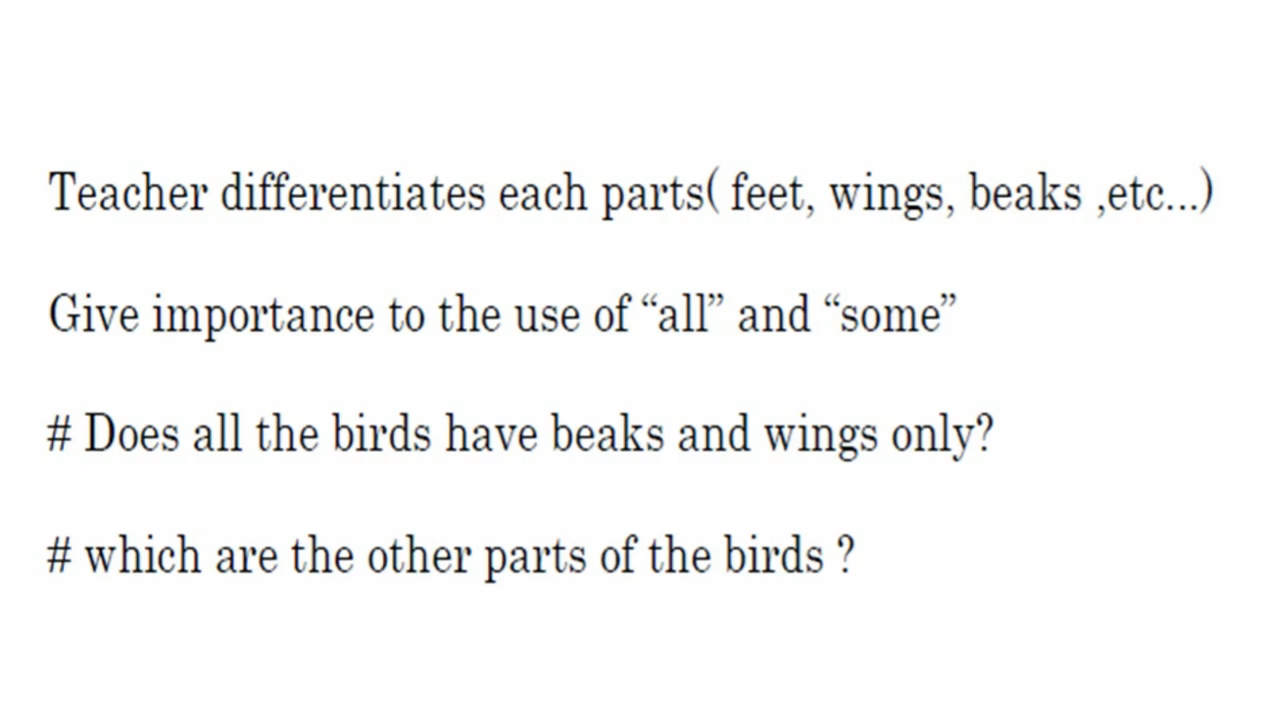 Teacher differentiates each parts( feet, wings, beaks ,etc...)
Give importance to the use of “all” and “some”
# Does all the birds have beaks and wings only?
# which are the other parts of the birds ?